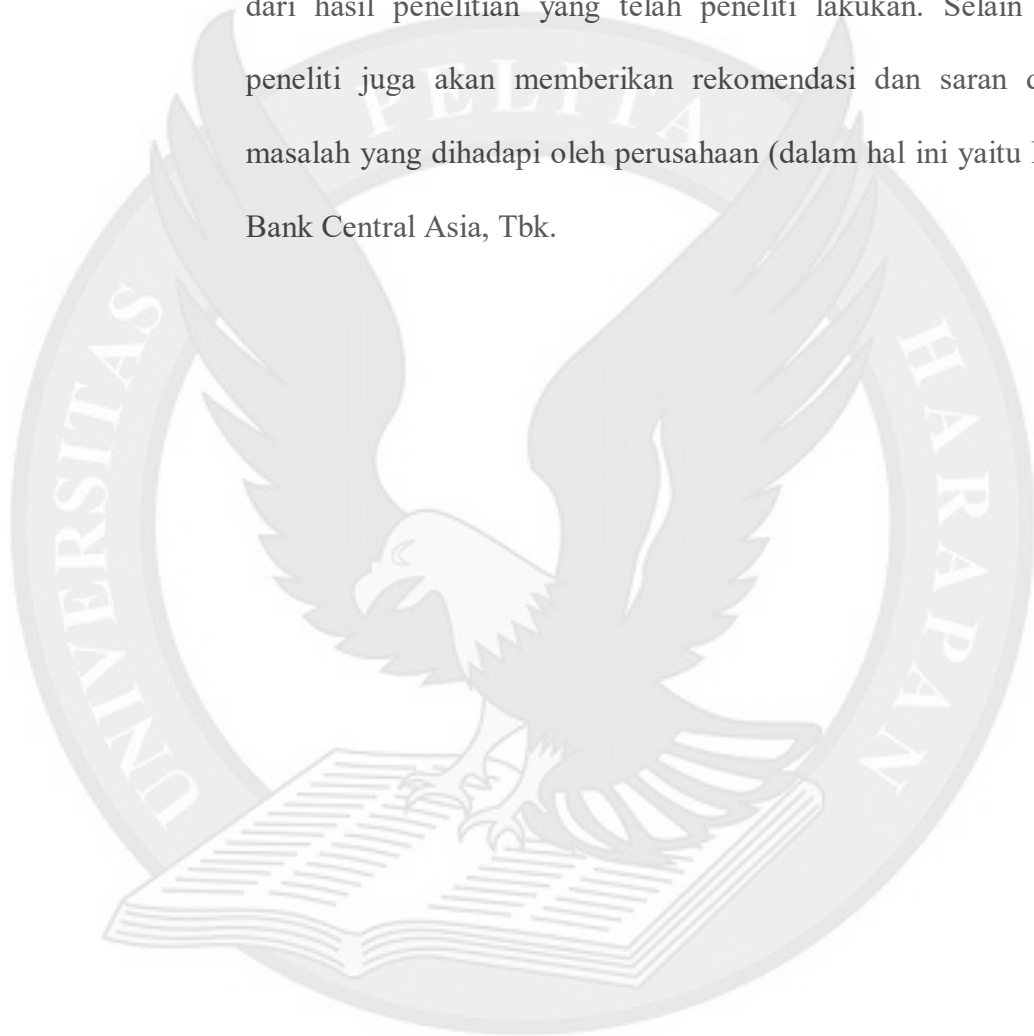 dari hasil penelitian yang telah peneliti lakukan. Selain
peneliti juga akan memberikan rekomendasi dan saran
masalah yang dihadapi oleh perusahaan (dalam hal ini yaitu
Bank Central Asia, Tbk.
UNIVERSITAS PELITA HARAPAN